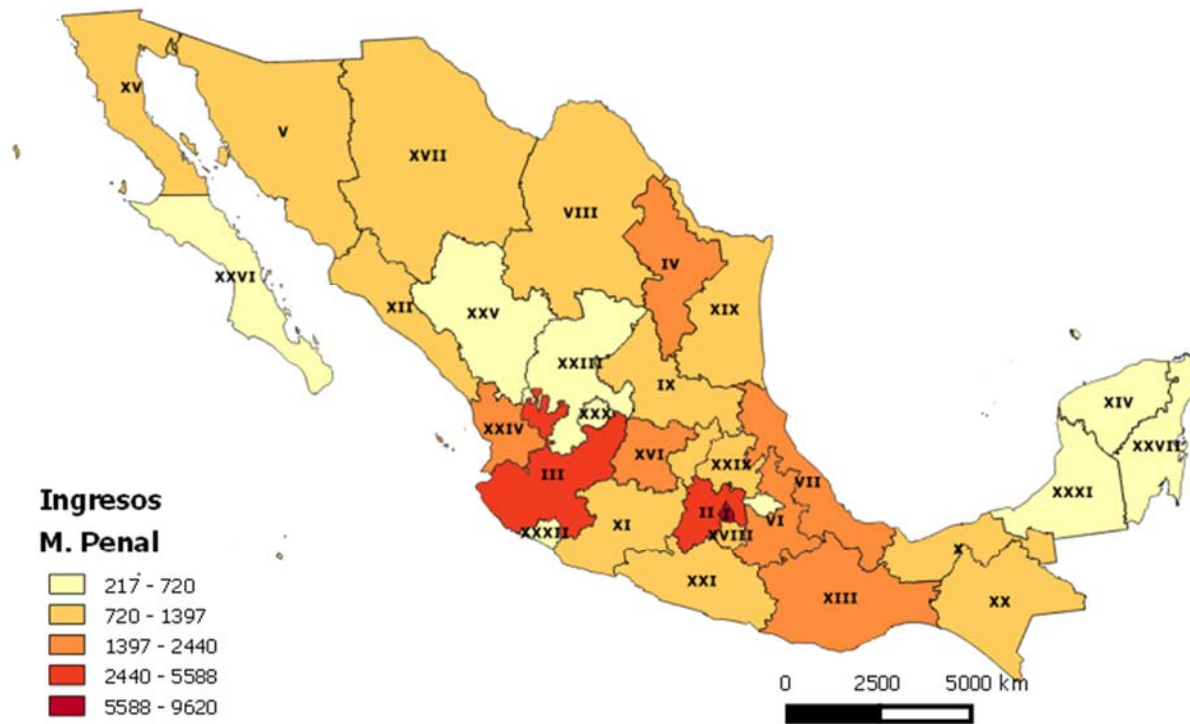 XV
V
XVII
VIII
IV
XXVI
XII
XXV
XIX
XXIII
IX
XXX
XXIV
XVI
XXIX
III
VII
II
I
VI
XVIII
XXXII
XI
XXI
XIII
X
XX
XIV
XXVII
XXXI
Ingresos
M. Penal
217 - 720
720 - 1397
1397 - 2440
2440 - 5588
5588 - 9620
0 2500 5000 km